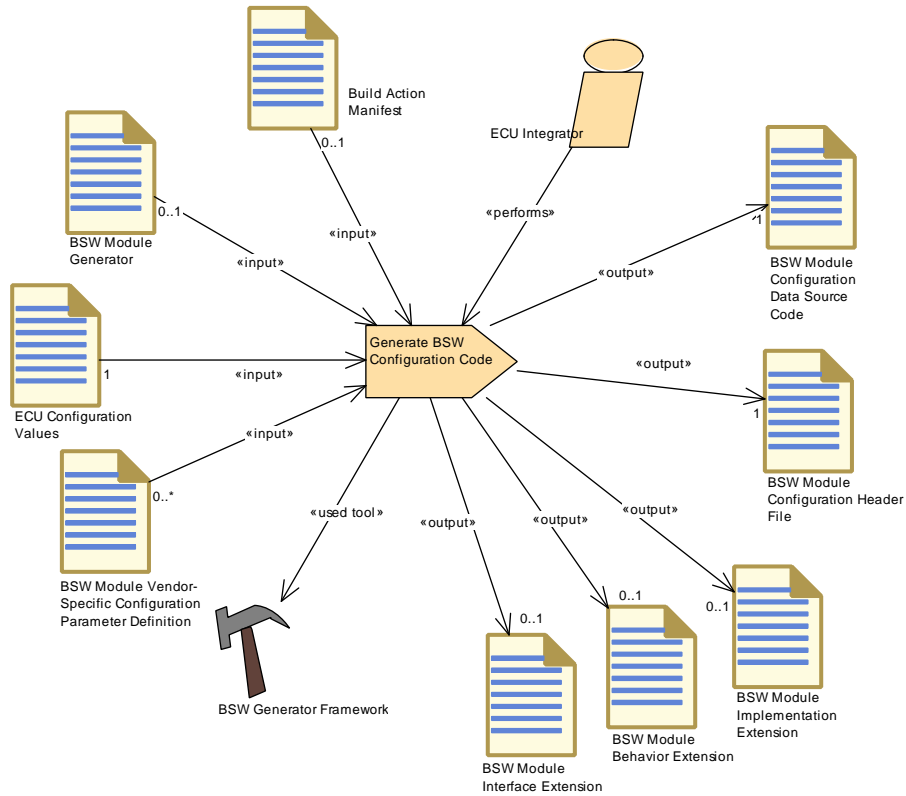 Build Action
Manifest
0..1
ECU Integrator
0..1
BSW Module
Generator
«input»
«input»
«performs»
1
BSW Module
Configuration
Data Source
Code
«output»
Generate BSW
Configuration Code
1
«input»
ECU Configuration
Values
«output»
1
BSW Module
Configuration Header
File
«input»
0..*
BSW Module Vendor-
Specific Configuration
Parameter Definition
«used tool»
«output»
«output»
«output»
0..1
0..1
0..1
BSW Generator Framework
BSW Module
Interface Extension
BSW Module
Behavior Extension
BSW Module
Implementation
Extension